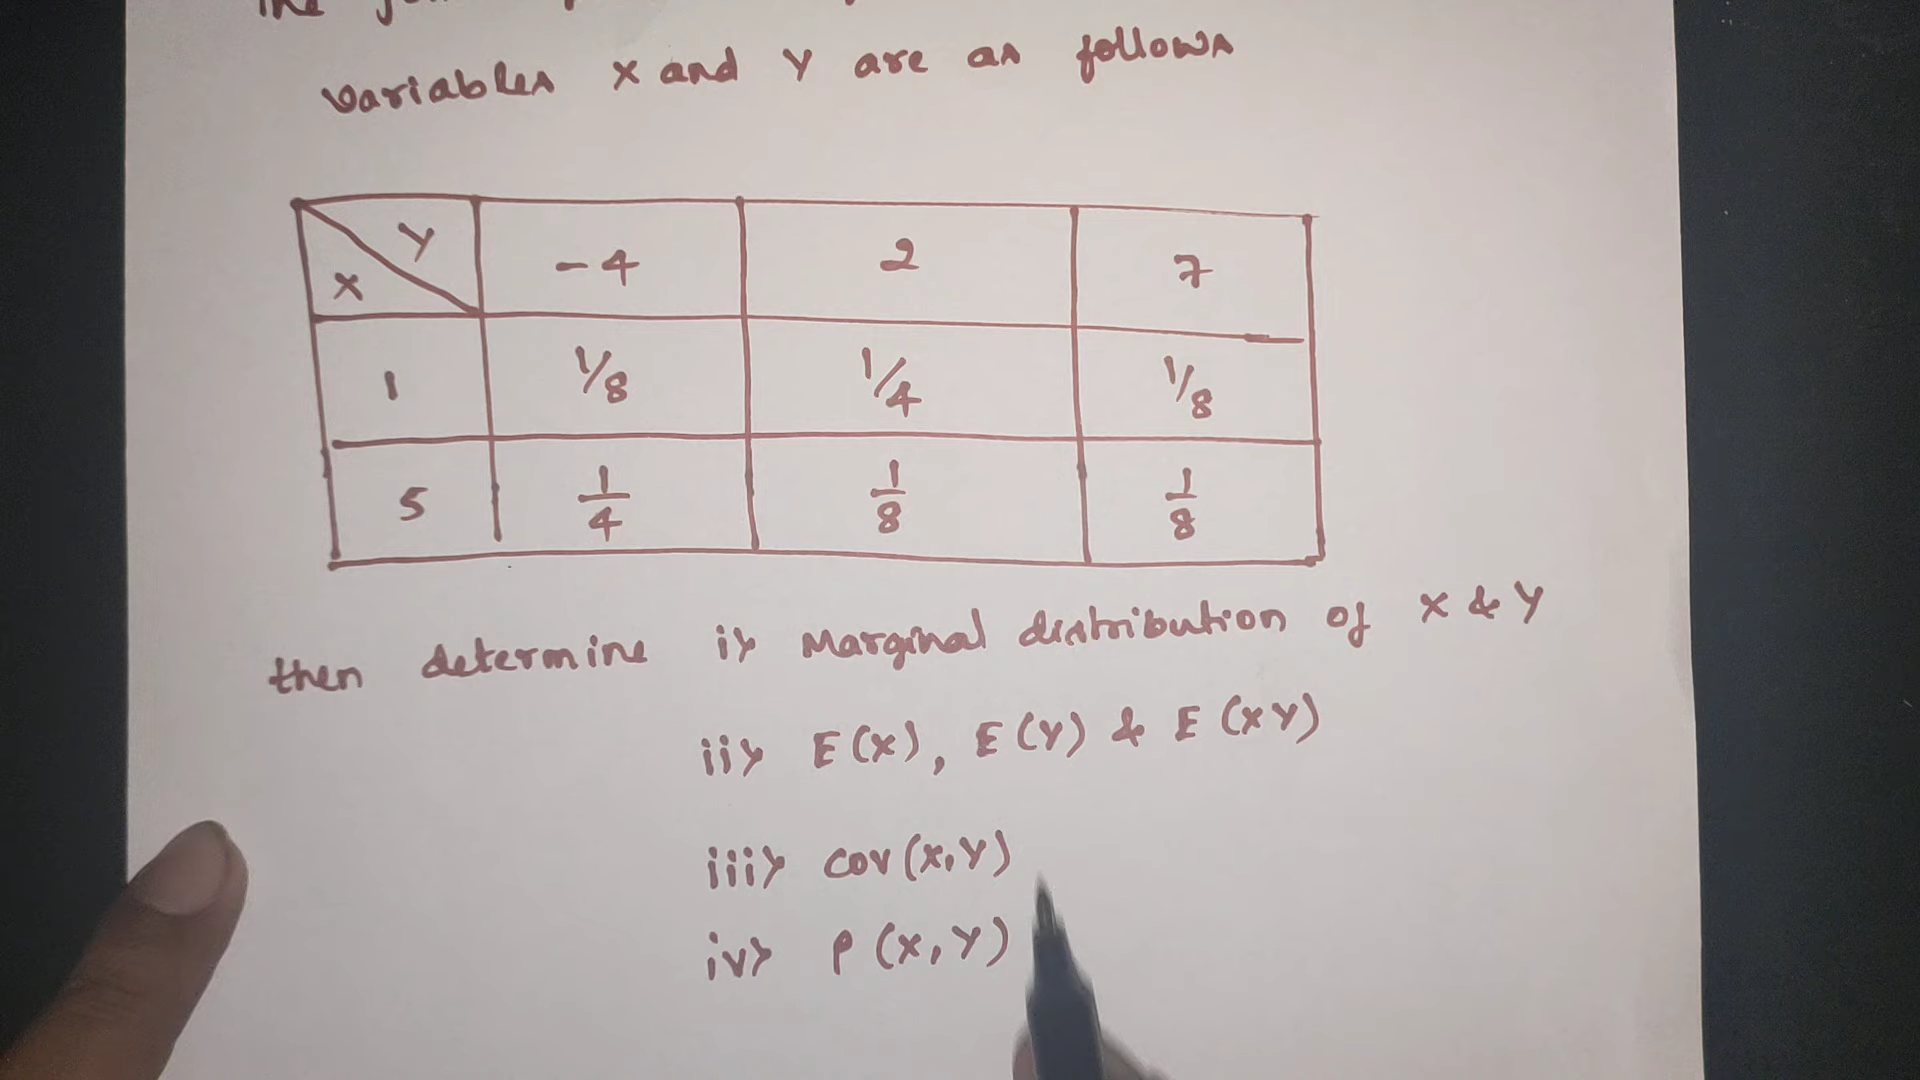 The
variables X and Y are as follows
Y
X
-4 2 7
1 1/8 1/4 1/8
5 1/4 1/8 1/8
then determine i> Marginal distribution of X & Y
ii> E(X), E(Y) & E(XY)
iii> cov(X,Y)
iv> ρ(X,Y)